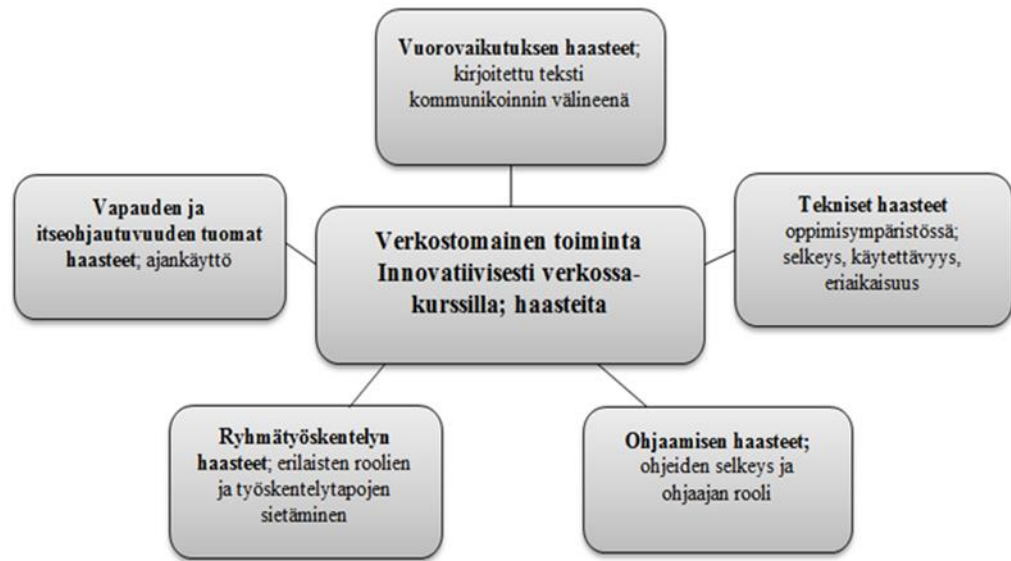 Vuorovaikutuksen haasteet;
kirjoitettu teksti
kommunikoinnin välineenä
Vapauden ja
itseohjautuvuuden tuomat
haasteet; ajankäyttö
Verkostomainen toiminta
Innovatiivisesti verkossa-
kurssilla; haasteita
Tekniset haasteet
oppimisympäristössä;
selkeys, käytettävyys,
eriaikaisuus
Ryhmätyöskentelyn
haasteet; erilaisten roolien
ja työskentelytapojen
sietäminen
Ohjaamisen haasteet;
ohjeiden selkeys ja
ohjaajan rooli